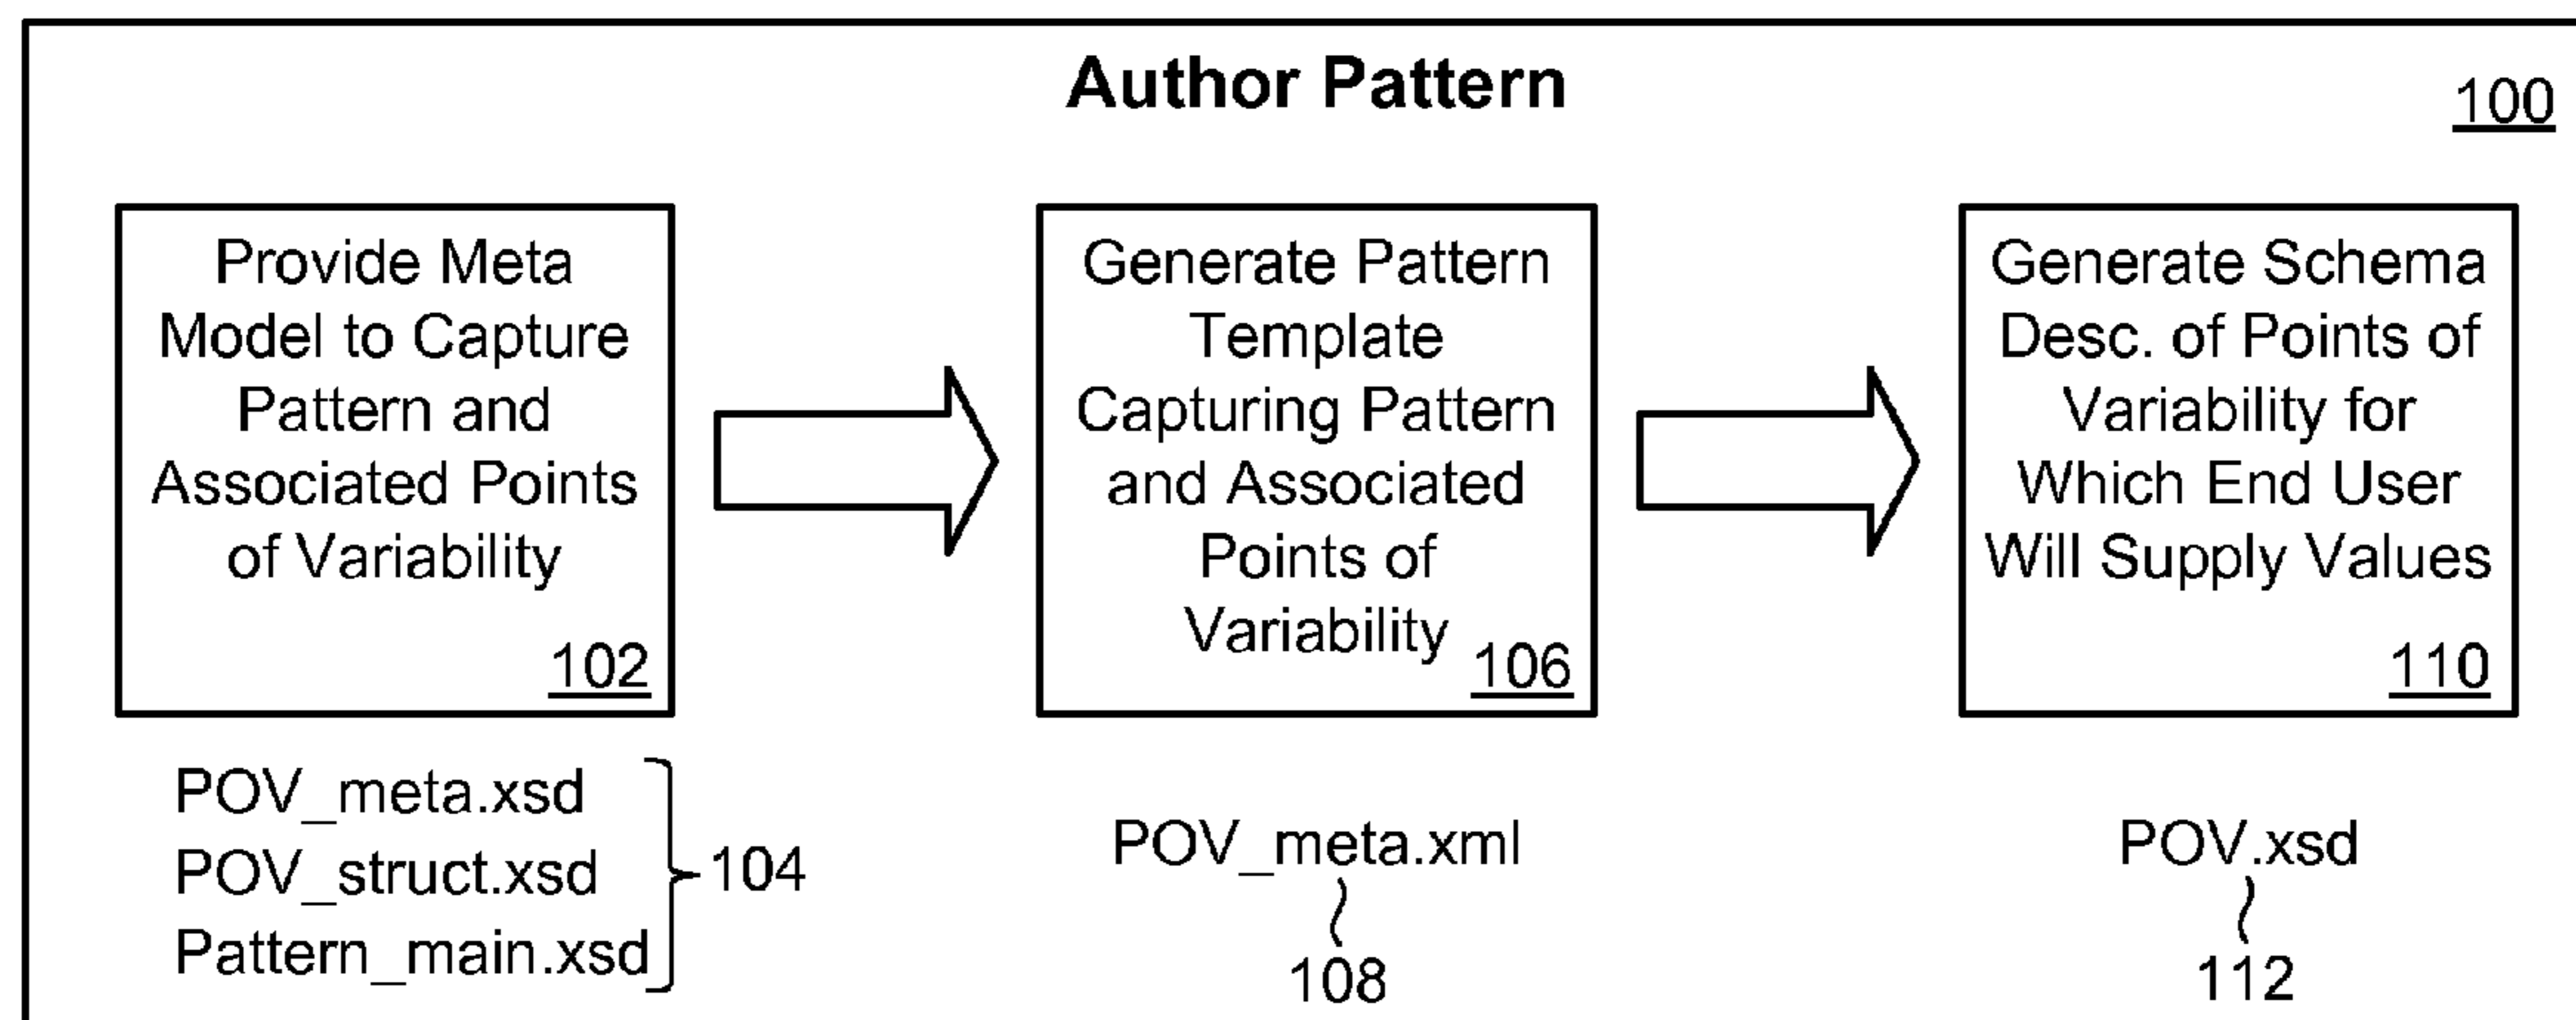 Author Pattern
100
Provide Meta
Model to Capture
Pattern and
Associated Points
of Variability
102
Generate Pattern
Template
Capturing Pattern
and Associated
Points of
Variability
106
Generate Schema
Desc. of Points of
Variability for
Which End User
Will Supply Values
110
POV_meta.xsd
POV_struct.xsd
Pattern_main.xsd
104
POV_meta.xml
108
POV.xsd
112